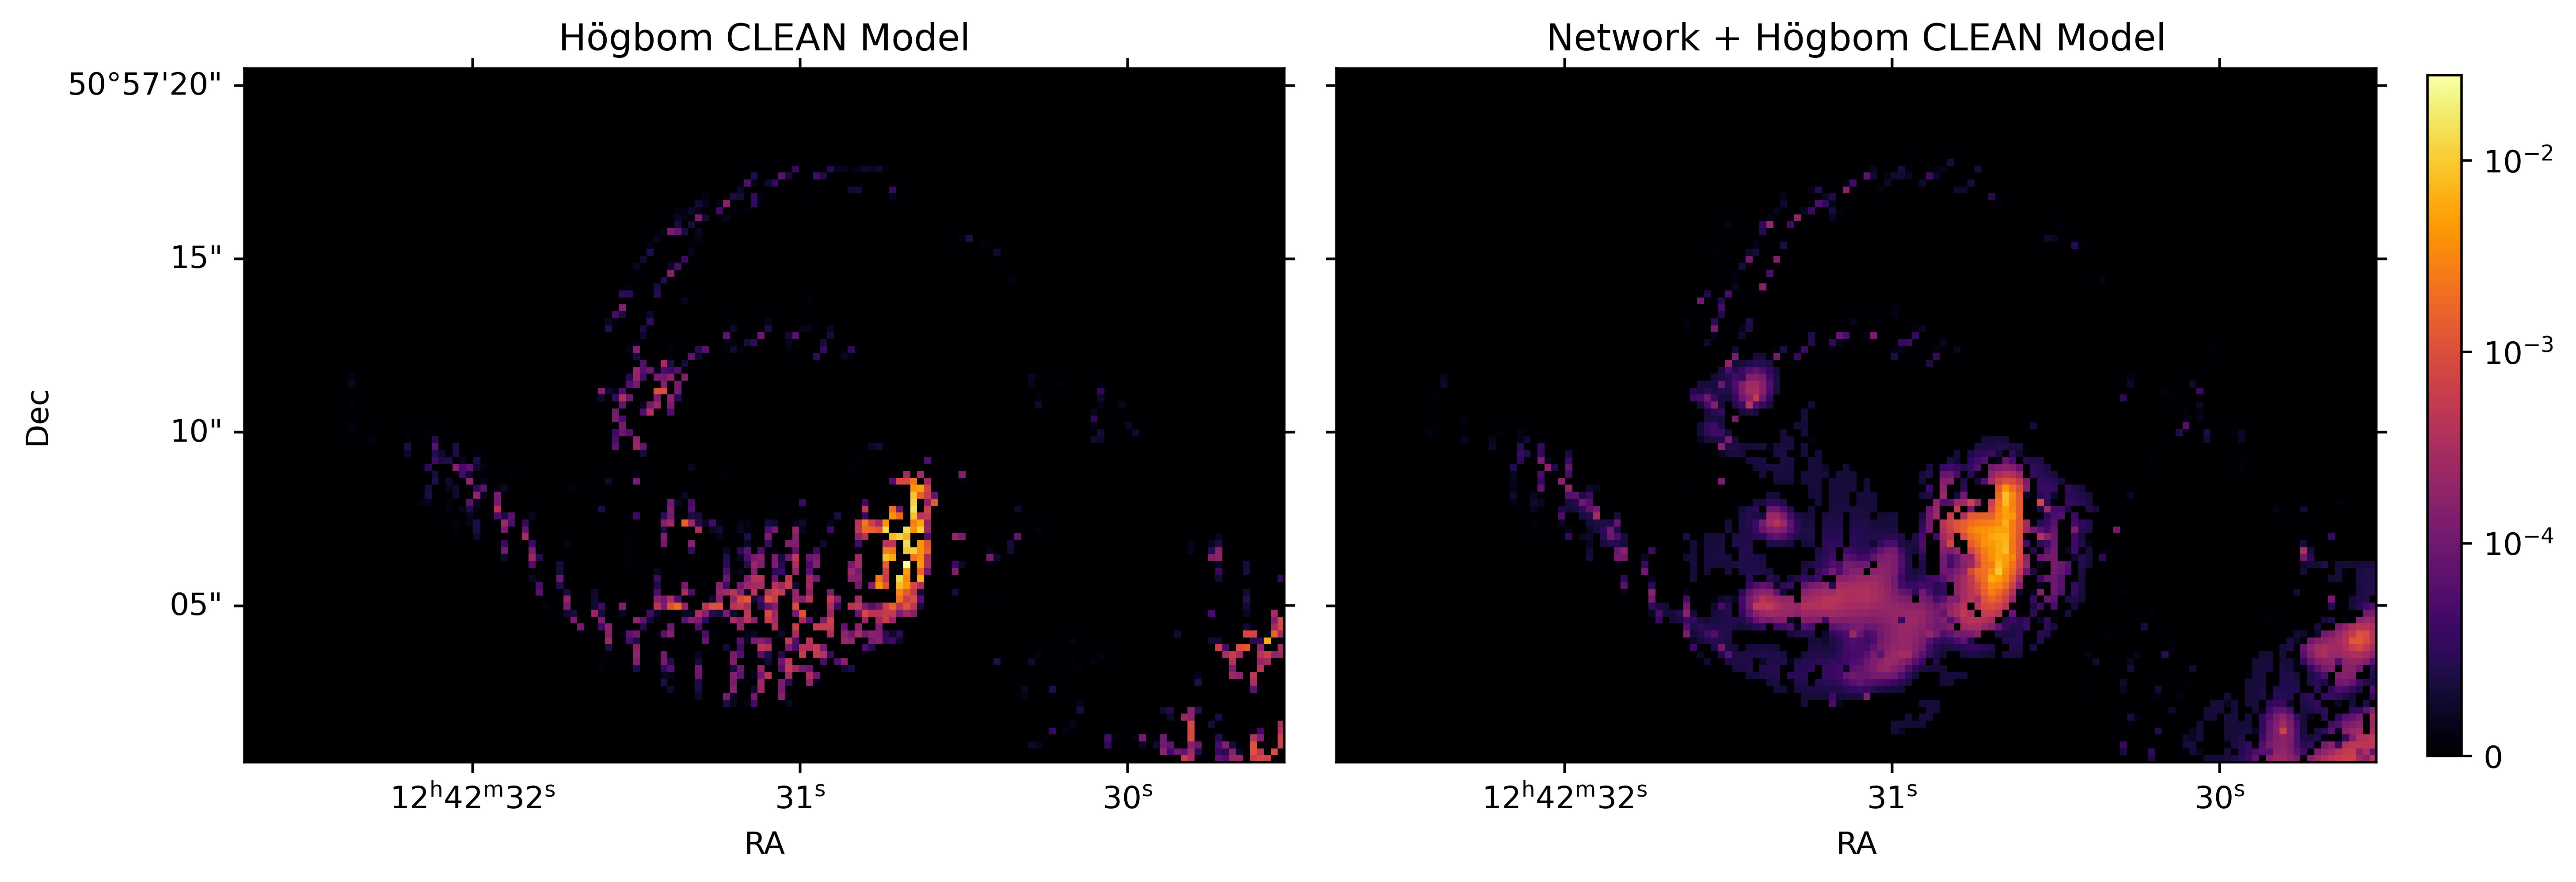 Högbom CLEAN Model
Network + Högbom CLEAN Model
50°57'20"
15"
10"
05"
Dec
12ʰ42ᵐ32ˢ
31ˢ
30ˢ
RA
12ʰ42ᵐ32ˢ
31ˢ
30ˢ
RA
10⁻²
10⁻³
10⁻⁴
0